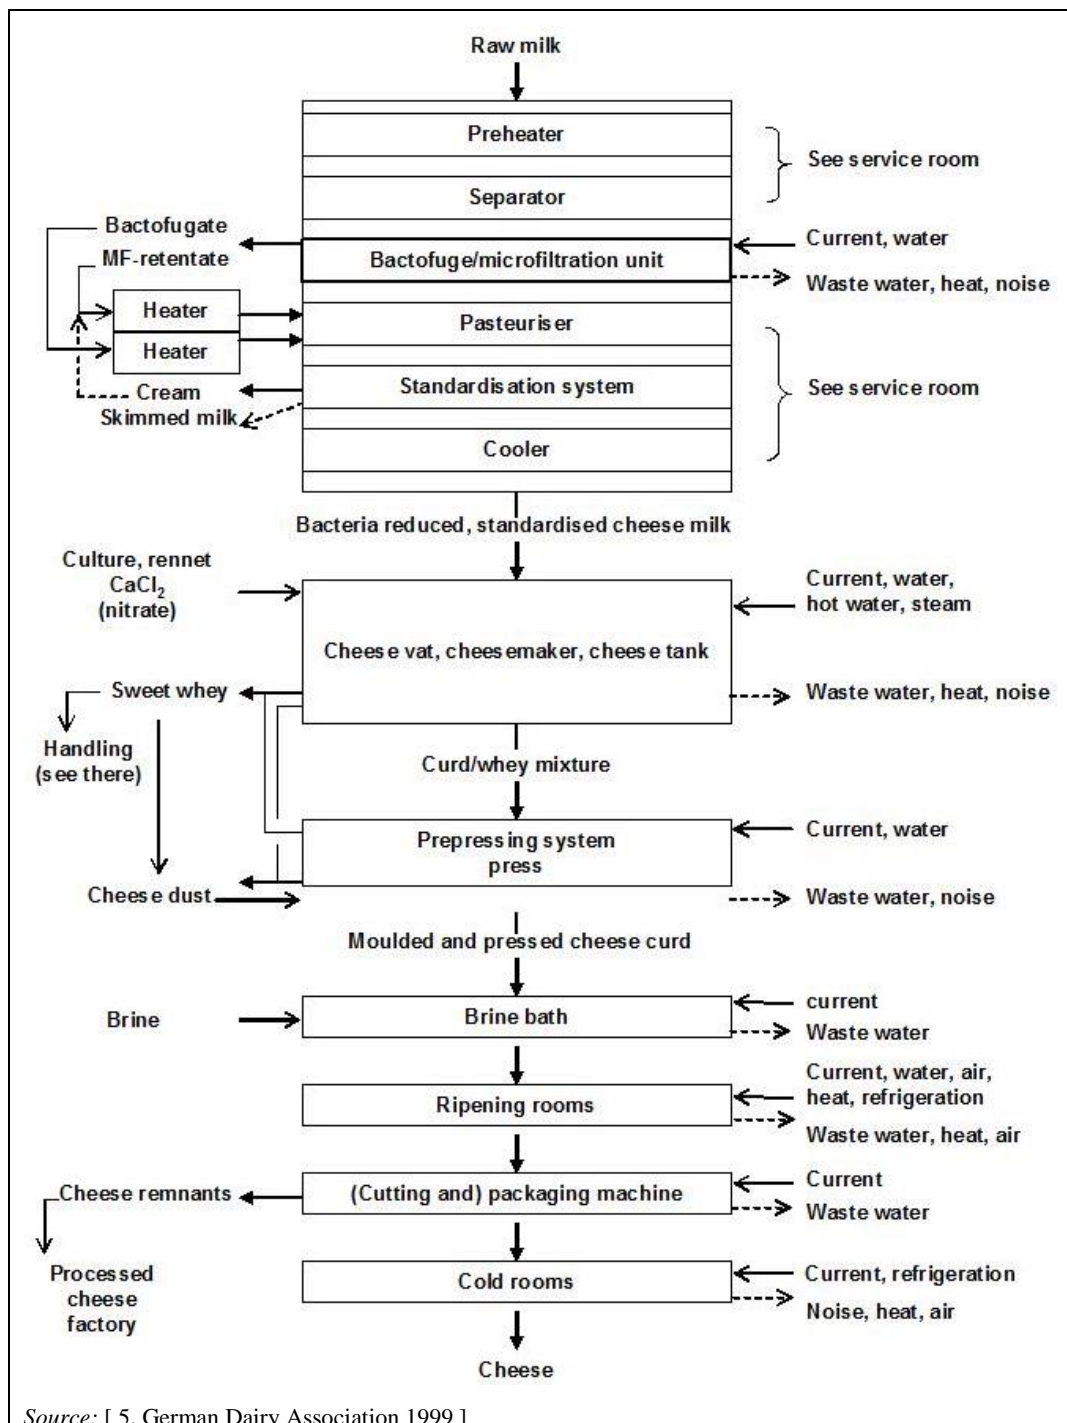 Raw milk
Preheater
See service room
Separator
Bactofugate
Current, water
MF-retentate
Bactofuge/microfiltration unit
Waste water, heat, noise
Heater
Pasteuriser
Heater
Standardisation system
See service room
Cream
Skimmed milk
Cooler
Bacteria reduced, standardised cheese milk
Culture, rennet
CaCl2
(nitrate)
Current, water,
hot water, steam
Cheese vat, cheesemaker, cheese tank
Sweet whey
Waste water, heat, noise
Handling
(see there)
Curd/whey mixture
Prepressing system
press
Current, water
Cheese dust
Waste water, noise
Moulded and pressed cheese curd
Brine
Brine bath
current
Waste water
Current, water, air,
heat, refrigeration
Ripening rooms
Waste water, heat, air
Cheese remnants
(Cutting and) packaging machine
Current
Waste water
Processed
cheese
factory
Cold rooms
Current, refrigeration
Noise, heat, air
Cheese
Source: [ 5, German Dairy Association 1999 ]